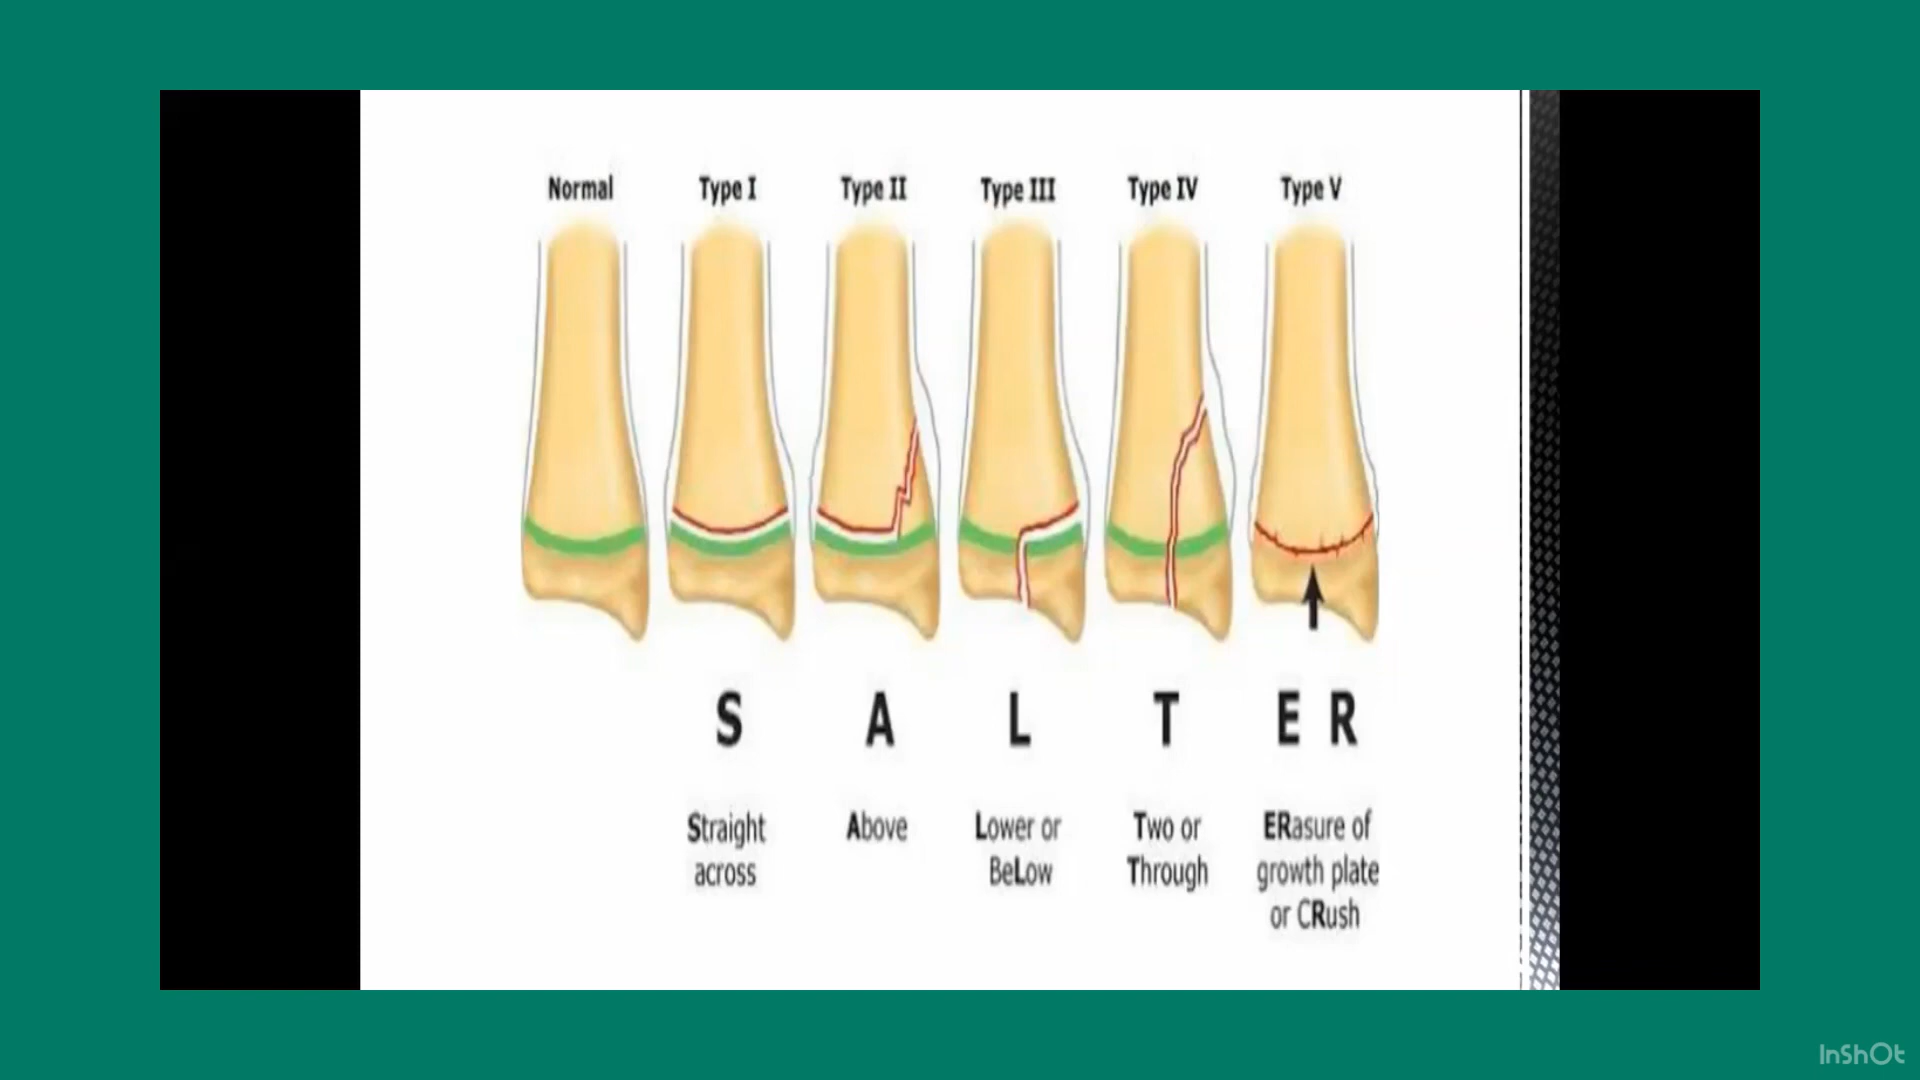 Normal Type I Type II Type III Type IV Type V
S A L T E R
Straight across
Above
Lower or BeLow
Two or Through
ERasure of growth plate or CRush
InShOt